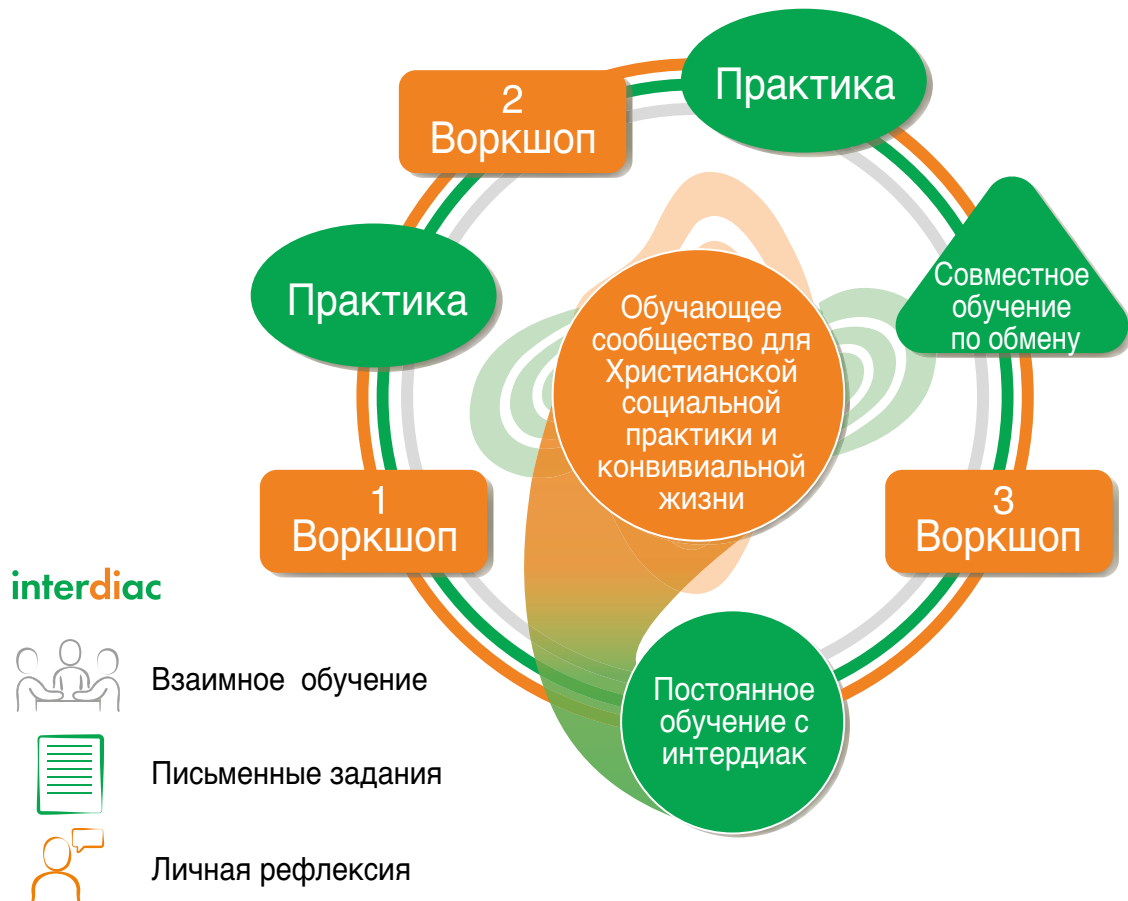 Практика
2
Воркшоп
Практика
Совместное
обучение
по обмену
Обучающее
сообщество для
Христианской
социальной
практики и
конвивиальной
жизни
1
Воркшоп
3
Воркшоп
interdiac
Постоянное
обучение с
интердиак
Взаимное обучение
Письменные задания
Личная рефлексия